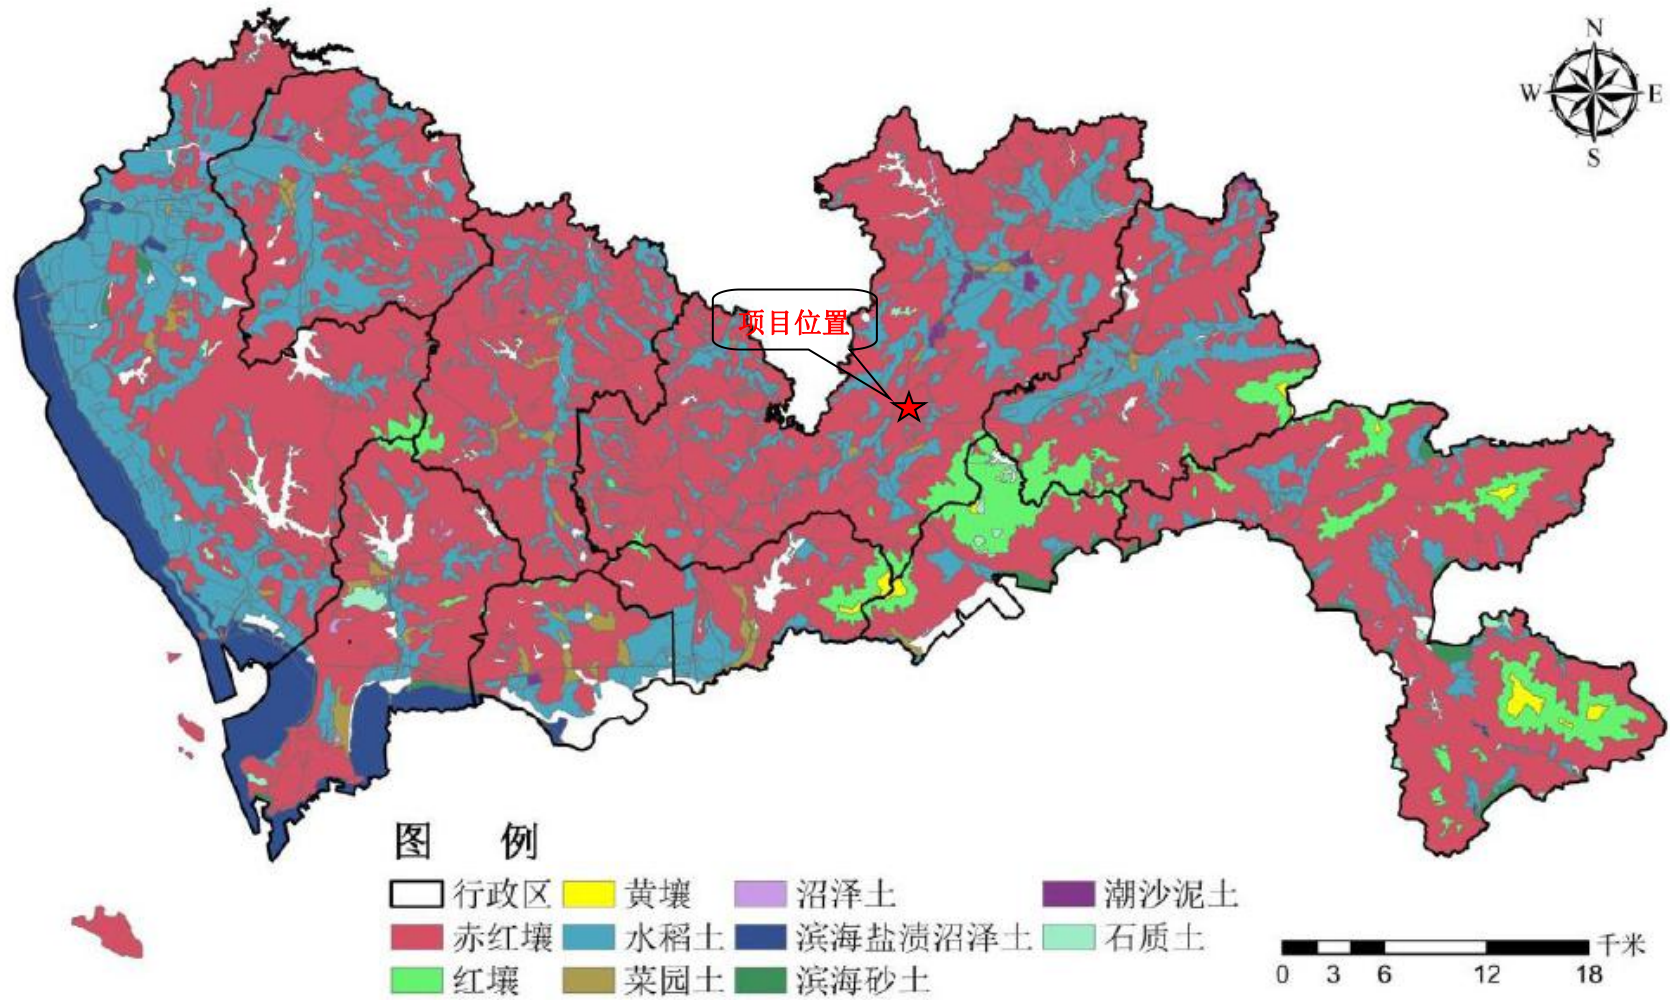 N
W E
S
项目位置
图 例
行政区 黄壤 沼泽土 潮沙泥土
赤红壤 水稻土 滨海盐渍沼泽土 石质土
红壤 菜园土 滨海砂土
千米
0 3 6 12 18